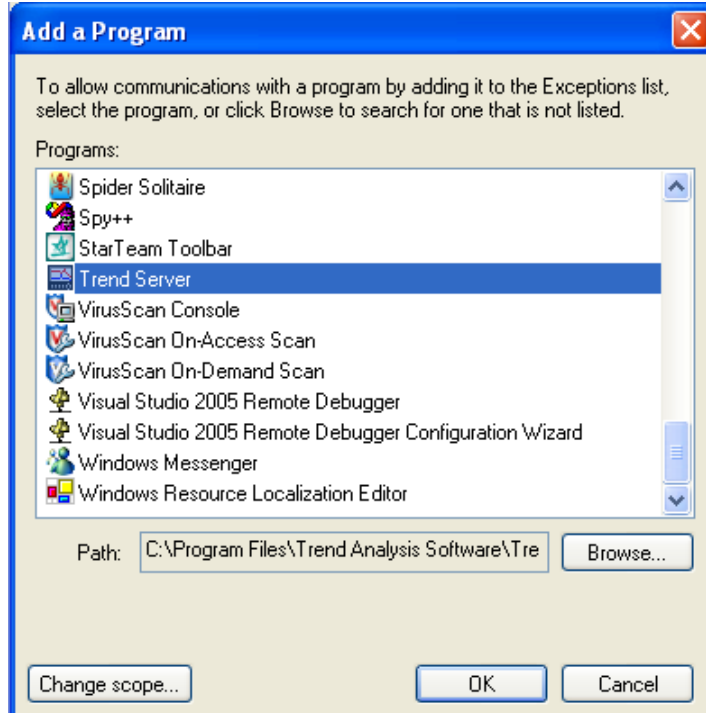 Add a Program
To allow communications with a program by adding it to the Exceptions list,
select the program, or click Browse to search for one that is not listed.
Programs:
Spider Solitaire
Spy++
StarTeam Toolbar
Trend Server
VirusScan Console
VirusScan On-Access Scan
VirusScan On-Demand Scan
Visual Studio 2005 Remote Debugger
Visual Studio 2005 Remote Debugger Configuration Wizard
Windows Messenger
Windows Resource Localization Editor
Path: C:\Program Files\Trend Analysis Software\Tre Browse...
Change scope... OK Cancel